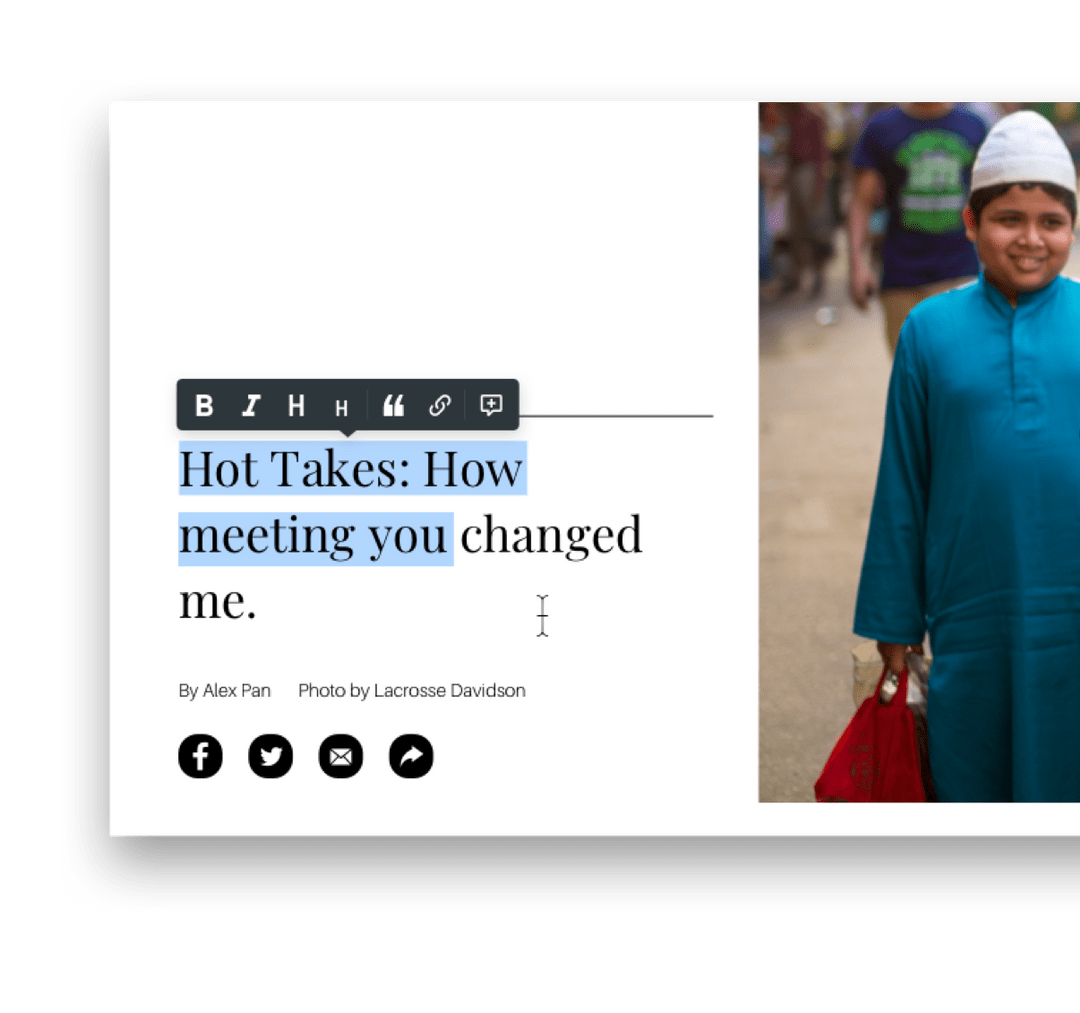 B I H H
Hot Takes: How
meeting you changed
me.
By Alex Pan Photo by Lacrosse Davidson